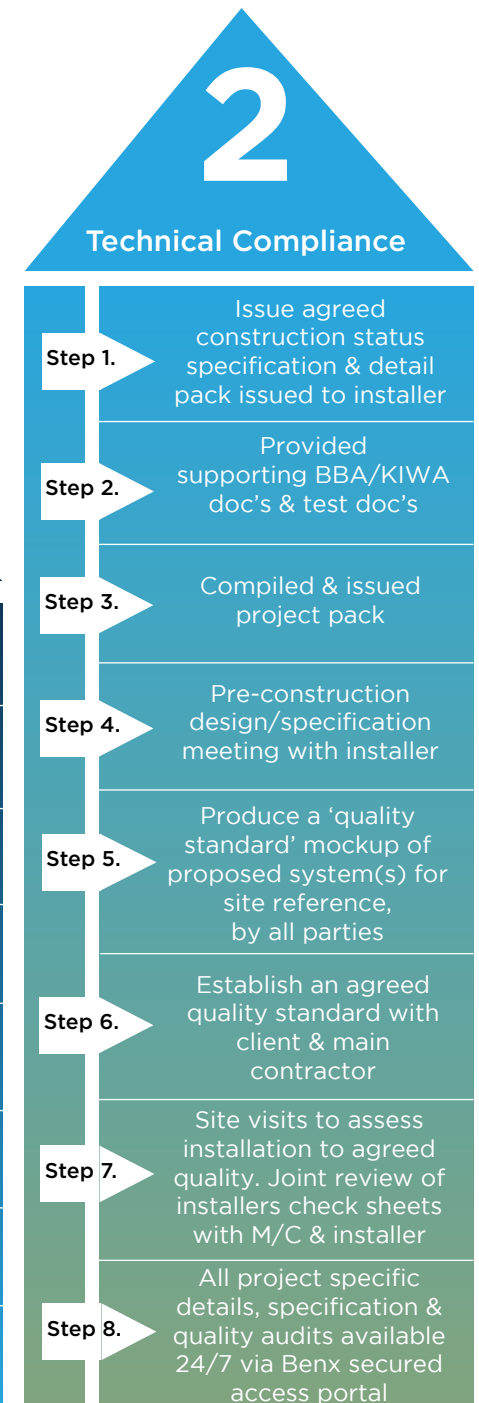 2
Technical Compliance
Step 1.
Issue agreed
construction status
specification & detail
pack issued to installer
Step 2.
Provided
supporting BBA/KIWA
doc's & test doc's
Step 3.
Compiled & issued
project pack
Step 4.
Pre-construction
design/specification
meeting with installer
Step 5.
Produce a ‘quality
standard’ mockup of
proposed system(s) for
site reference,
by all parties
Step 6.
Establish an agreed
quality standard with
client & main
contractor
Step 7.
Site visits to assess
installation to agreed
quality. Joint review of
installers check sheets
with M/C & installer
Step 8.
All project specific
details, specification &
quality audits available
24/7 via Benx secured
access portal